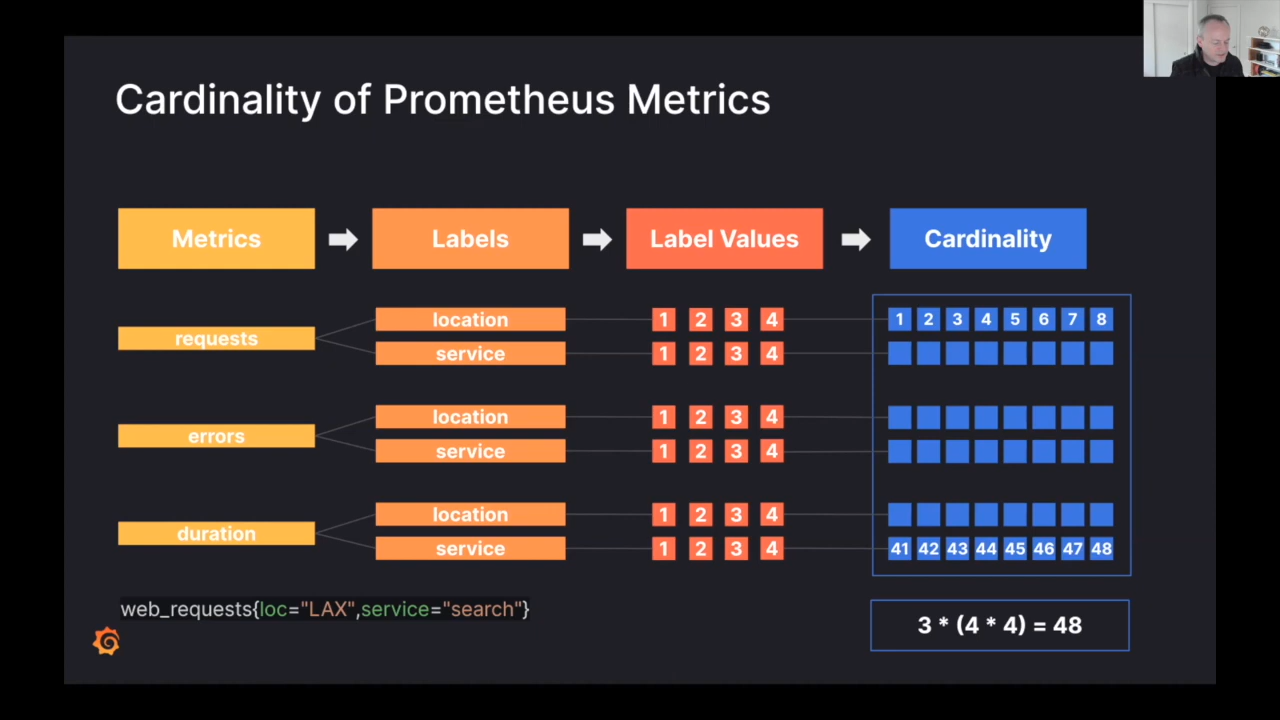 Cardinality of Prometheus Metrics
Metrics
Labels
Label Values
Cardinality
requests
location
1 2 3 4
1 2 3 4 5 6 7 8
service
1 2 3 4
errors
location
1 2 3 4
service
1 2 3 4
duration
location
1 2 3 4
service
1 2 3 4
41 42 43 44 45 46 47 48
web_requests{loc="LAX",service="search"}
3 * (4 * 4) = 48